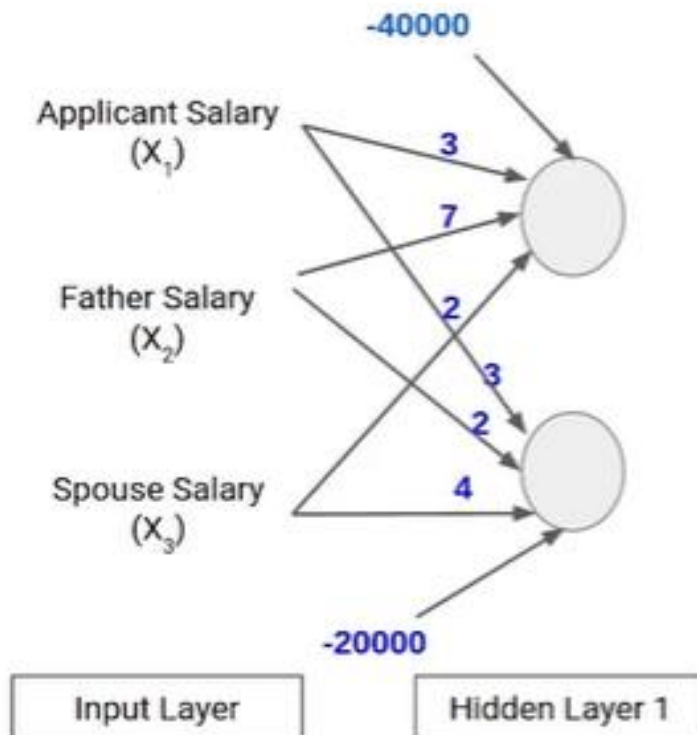 -40000
Applicant Salary
(X₁)
3
7
Father Salary
(X₂)
2
3
2
Spouse Salary
(X₃)
4
-20000
Input Layer
Hidden Layer 1